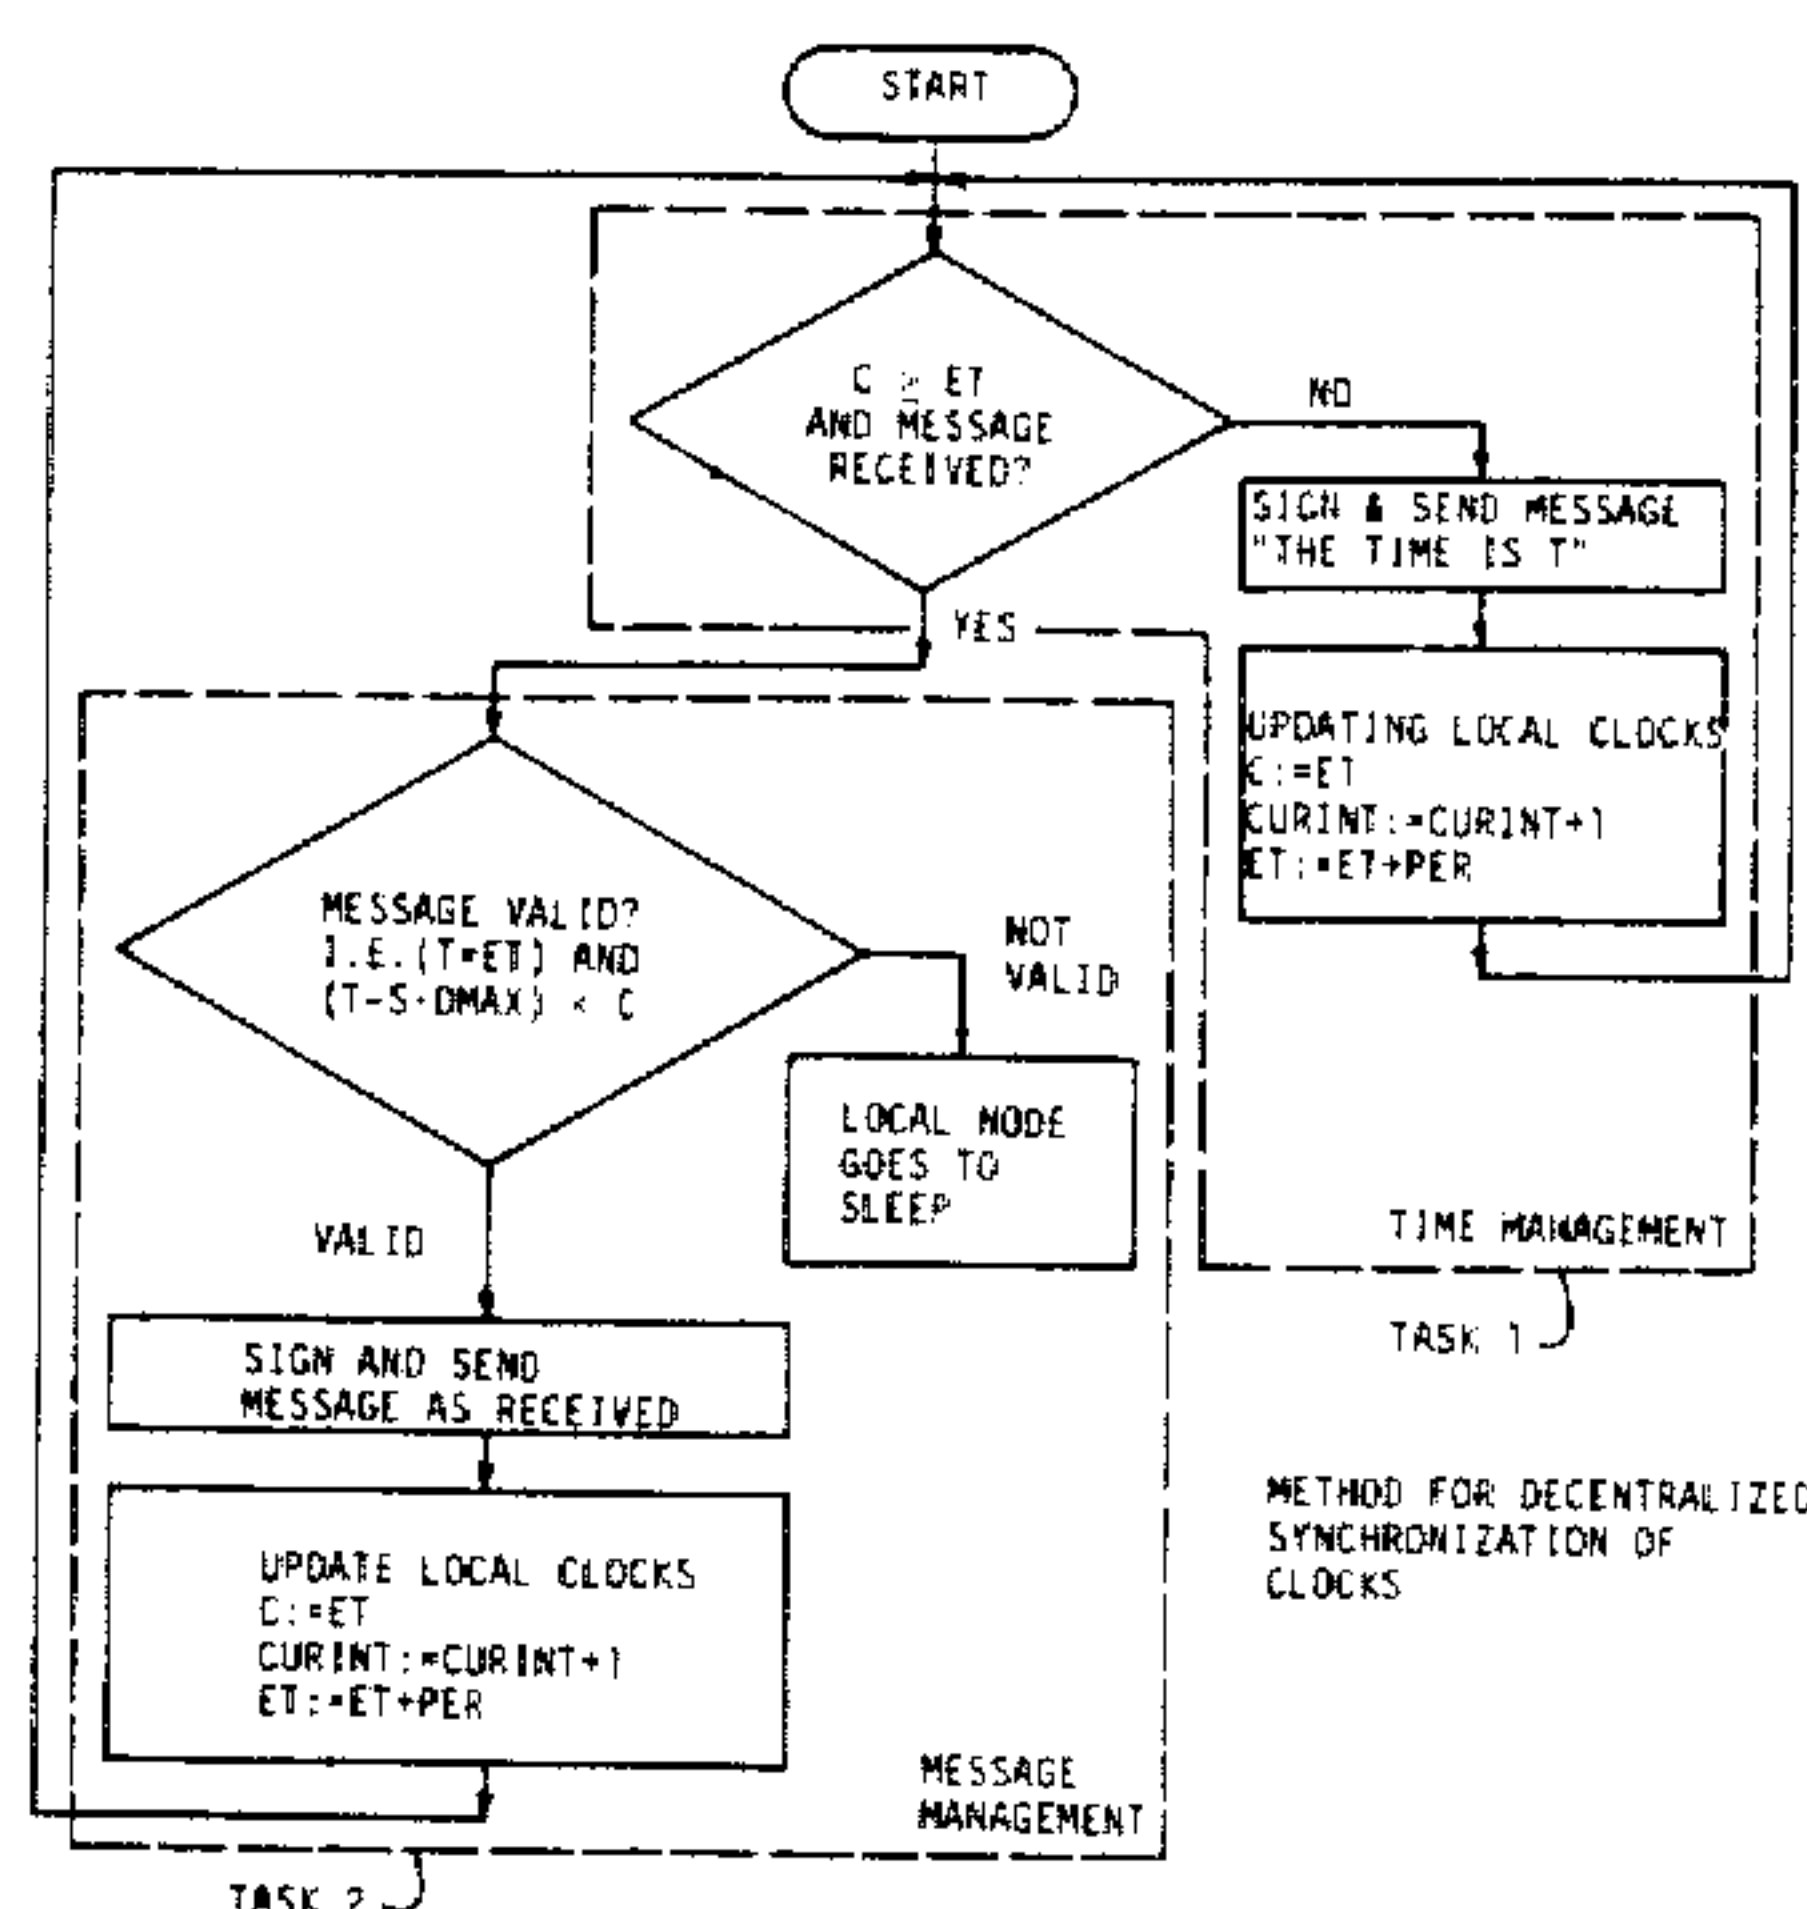 START
C ≥ ET
AND MESSAGE
RECEIVED?
NO
SIGN & SEND MESSAGE
"THE TIME IS T"
YES
UPDATING LOCAL CLOCKS
C:=ET
CURINT:=CURINT+1
ET:=ET+PER
MESSAGE VALID?
I.E.(T=ET) AND
(T-S·DMAX) < C
NOT
VALID
LOCAL NODE
GOES TO
SLEEP
VALID
TIME MANAGEMENT
TASK 1
SIGN AND SEND
MESSAGE AS RECEIVED
METHOD FOR DECENTRALIZED
SYNCHRONIZATION OF
CLOCKS
UPDATE LOCAL CLOCKS
C:=ET
CURINT:=CURINT+1
ET:=ET+PER
MESSAGE
MANAGEMENT
TASK 2